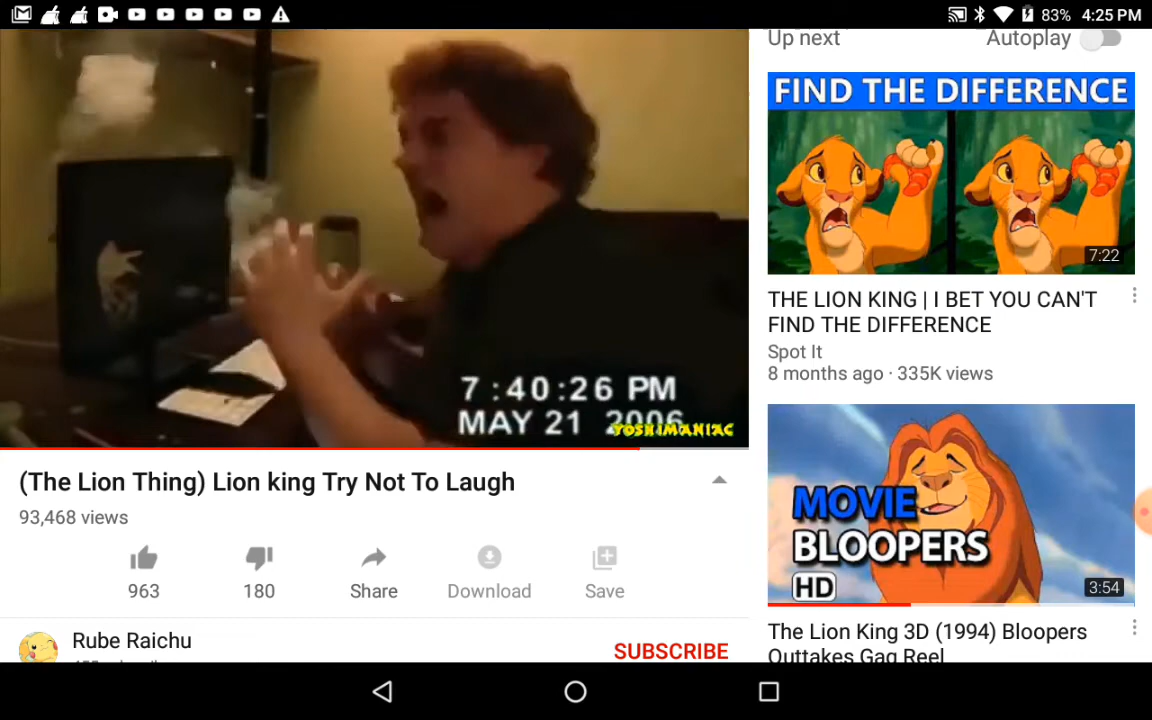 83% 4:25 PM
7:40:26 PM
MAY 21 2006
YOSHIMANIAC
(The Lion Thing) Lion king Try Not To Laugh
93,468 views
963
180
Share
Download
Save
Rube Raichu
SUBSCRIBE
Up next
Autoplay
FIND THE DIFFERENCE
7:22
THE LION KING | I BET YOU CAN'T
FIND THE DIFFERENCE
Spot It
8 months ago · 335K views
MOVIE
BLOOPERS
HD
3:54
The Lion King 3D (1994) Bloopers
Outtakes Gag Reel